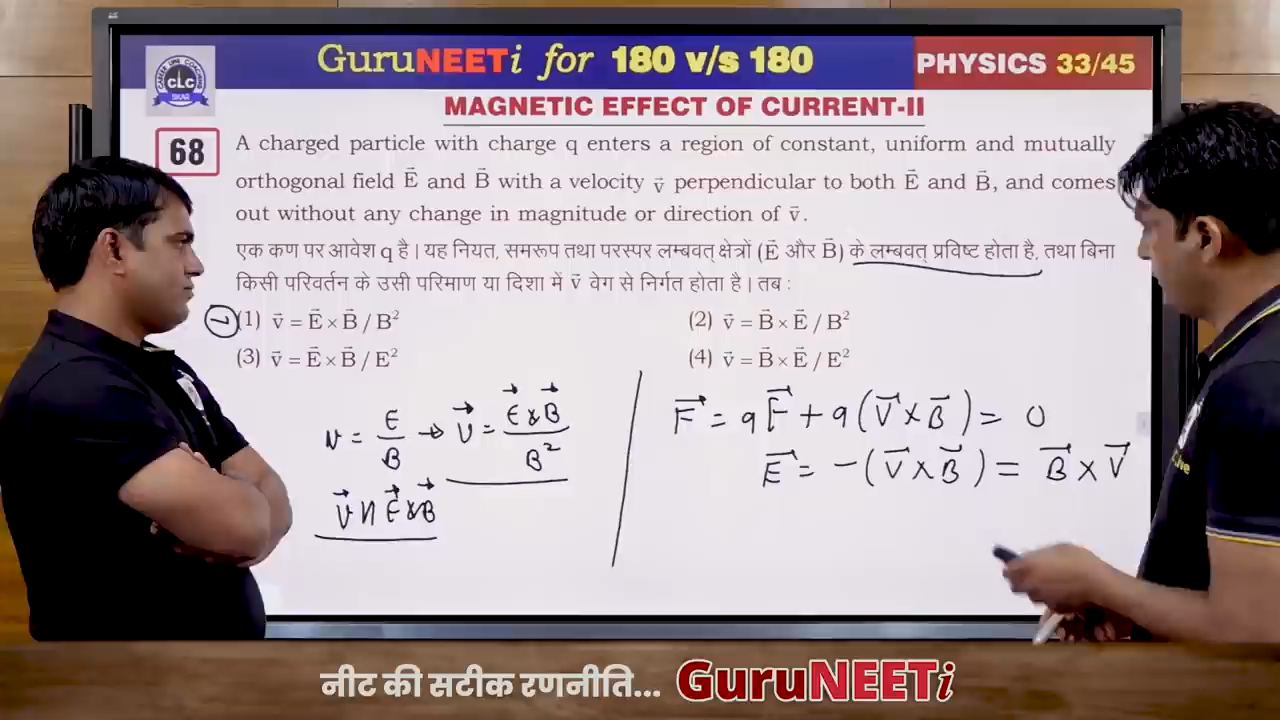 GuruNEETi for 180 v/s 180
PHYSICS 33/45
CLC
SIKAR
MAGNETIC EFFECT OF CURRENT-II
68
A charged particle with charge q enters a region of constant, uniform and mutually
orthogonal field E⃗ and B⃗ with a velocity v⃗ perpendicular to both E⃗ and B⃗, and comes
out without any change in magnitude or direction of v⃗.
एक कण पर आवेश q है। यह नियत, समरूप तथा परस्पर लम्बवत् क्षेत्रों (E⃗ और B⃗) के लम्बवत् प्रविष्ट होता है, तथा बिना
किसी परिवर्तन के उसी परिमाण या दिशा में v⃗ वेग से निर्गत होता है। तब :
(1) v⃗ = E⃗ × B⃗ / B²
(2) v⃗ = B⃗ × E⃗ / B²
(3) v⃗ = E⃗ × B⃗ / E²
(4) v⃗ = B⃗ × E⃗ / E²
v = E/B → v⃗ = E⃗ × B⃗ / B²
v⃗ || E⃗ × B⃗
F⃗ = qE⃗ + q(V⃗ × B⃗) = 0
E⃗ = -(V⃗ × B⃗) = B⃗ × V⃗
नीट की सटीक रणनीति... GuruNEETi